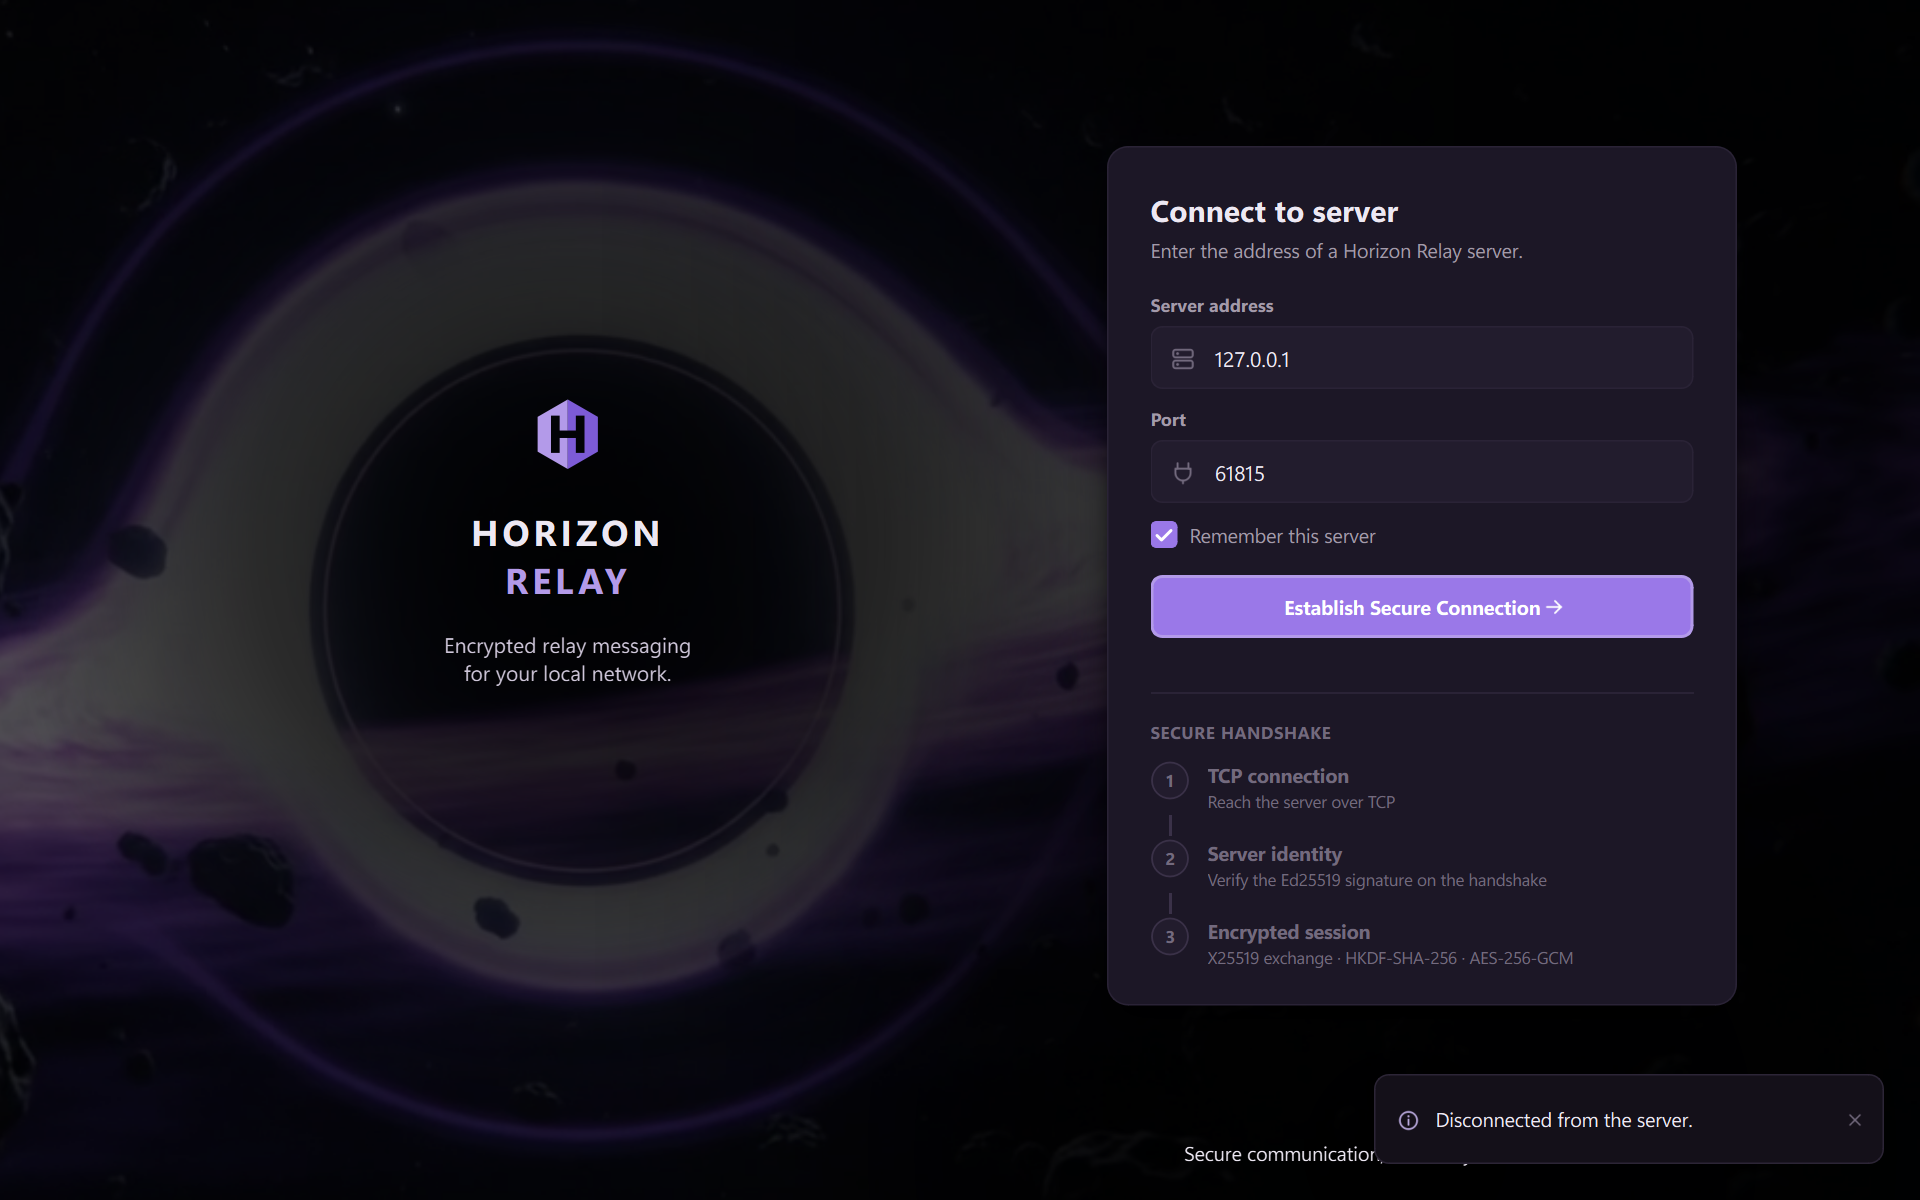 H
HORIZON
RELAY
Encrypted relay messaging
for your local network.
Connect to server
Enter the address of a Horizon Relay server.
Server address
127.0.0.1
Port
61815
Remember this server
Establish Secure Connection →
SECURE HANDSHAKE
1
TCP connection
Reach the server over TCP
2
Server identity
Verify the Ed25519 signature on the handshake
3
Encrypted session
X25519 exchange · HKDF-SHA-256 · AES-256-GCM
Disconnected from the server.
Secure communication